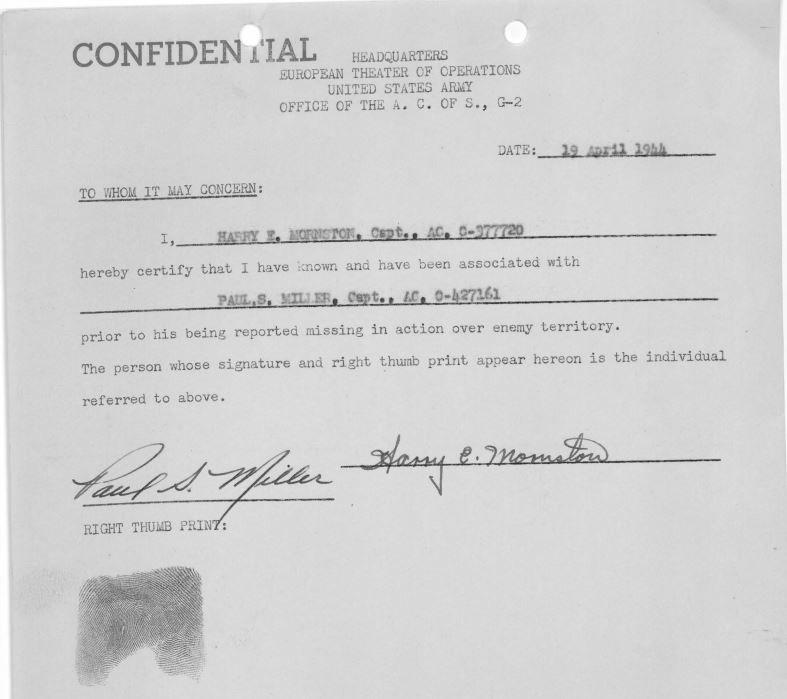 CONFIDENTIAL
HEADQUARTERS
EUROPEAN THEATER OF OPERATIONS
UNITED STATES ARMY
OFFICE OF THE A. C. OF S., G-2
DATE: 19 April 1944
TO WHOM IT MAY CONCERN:
I, HARRY E. MORNSTON, Capt., AC, O-377720
hereby certify that I have known and have been associated with
PAUL S. MILLER, Capt., AC, O-427161
prior to his being reported missing in action over enemy territory.
The person whose signature and right thumb print appear hereon is the individual
referred to above.
Harry E. Mornston
Paul S. Miller
RIGHT THUMB PRINT: